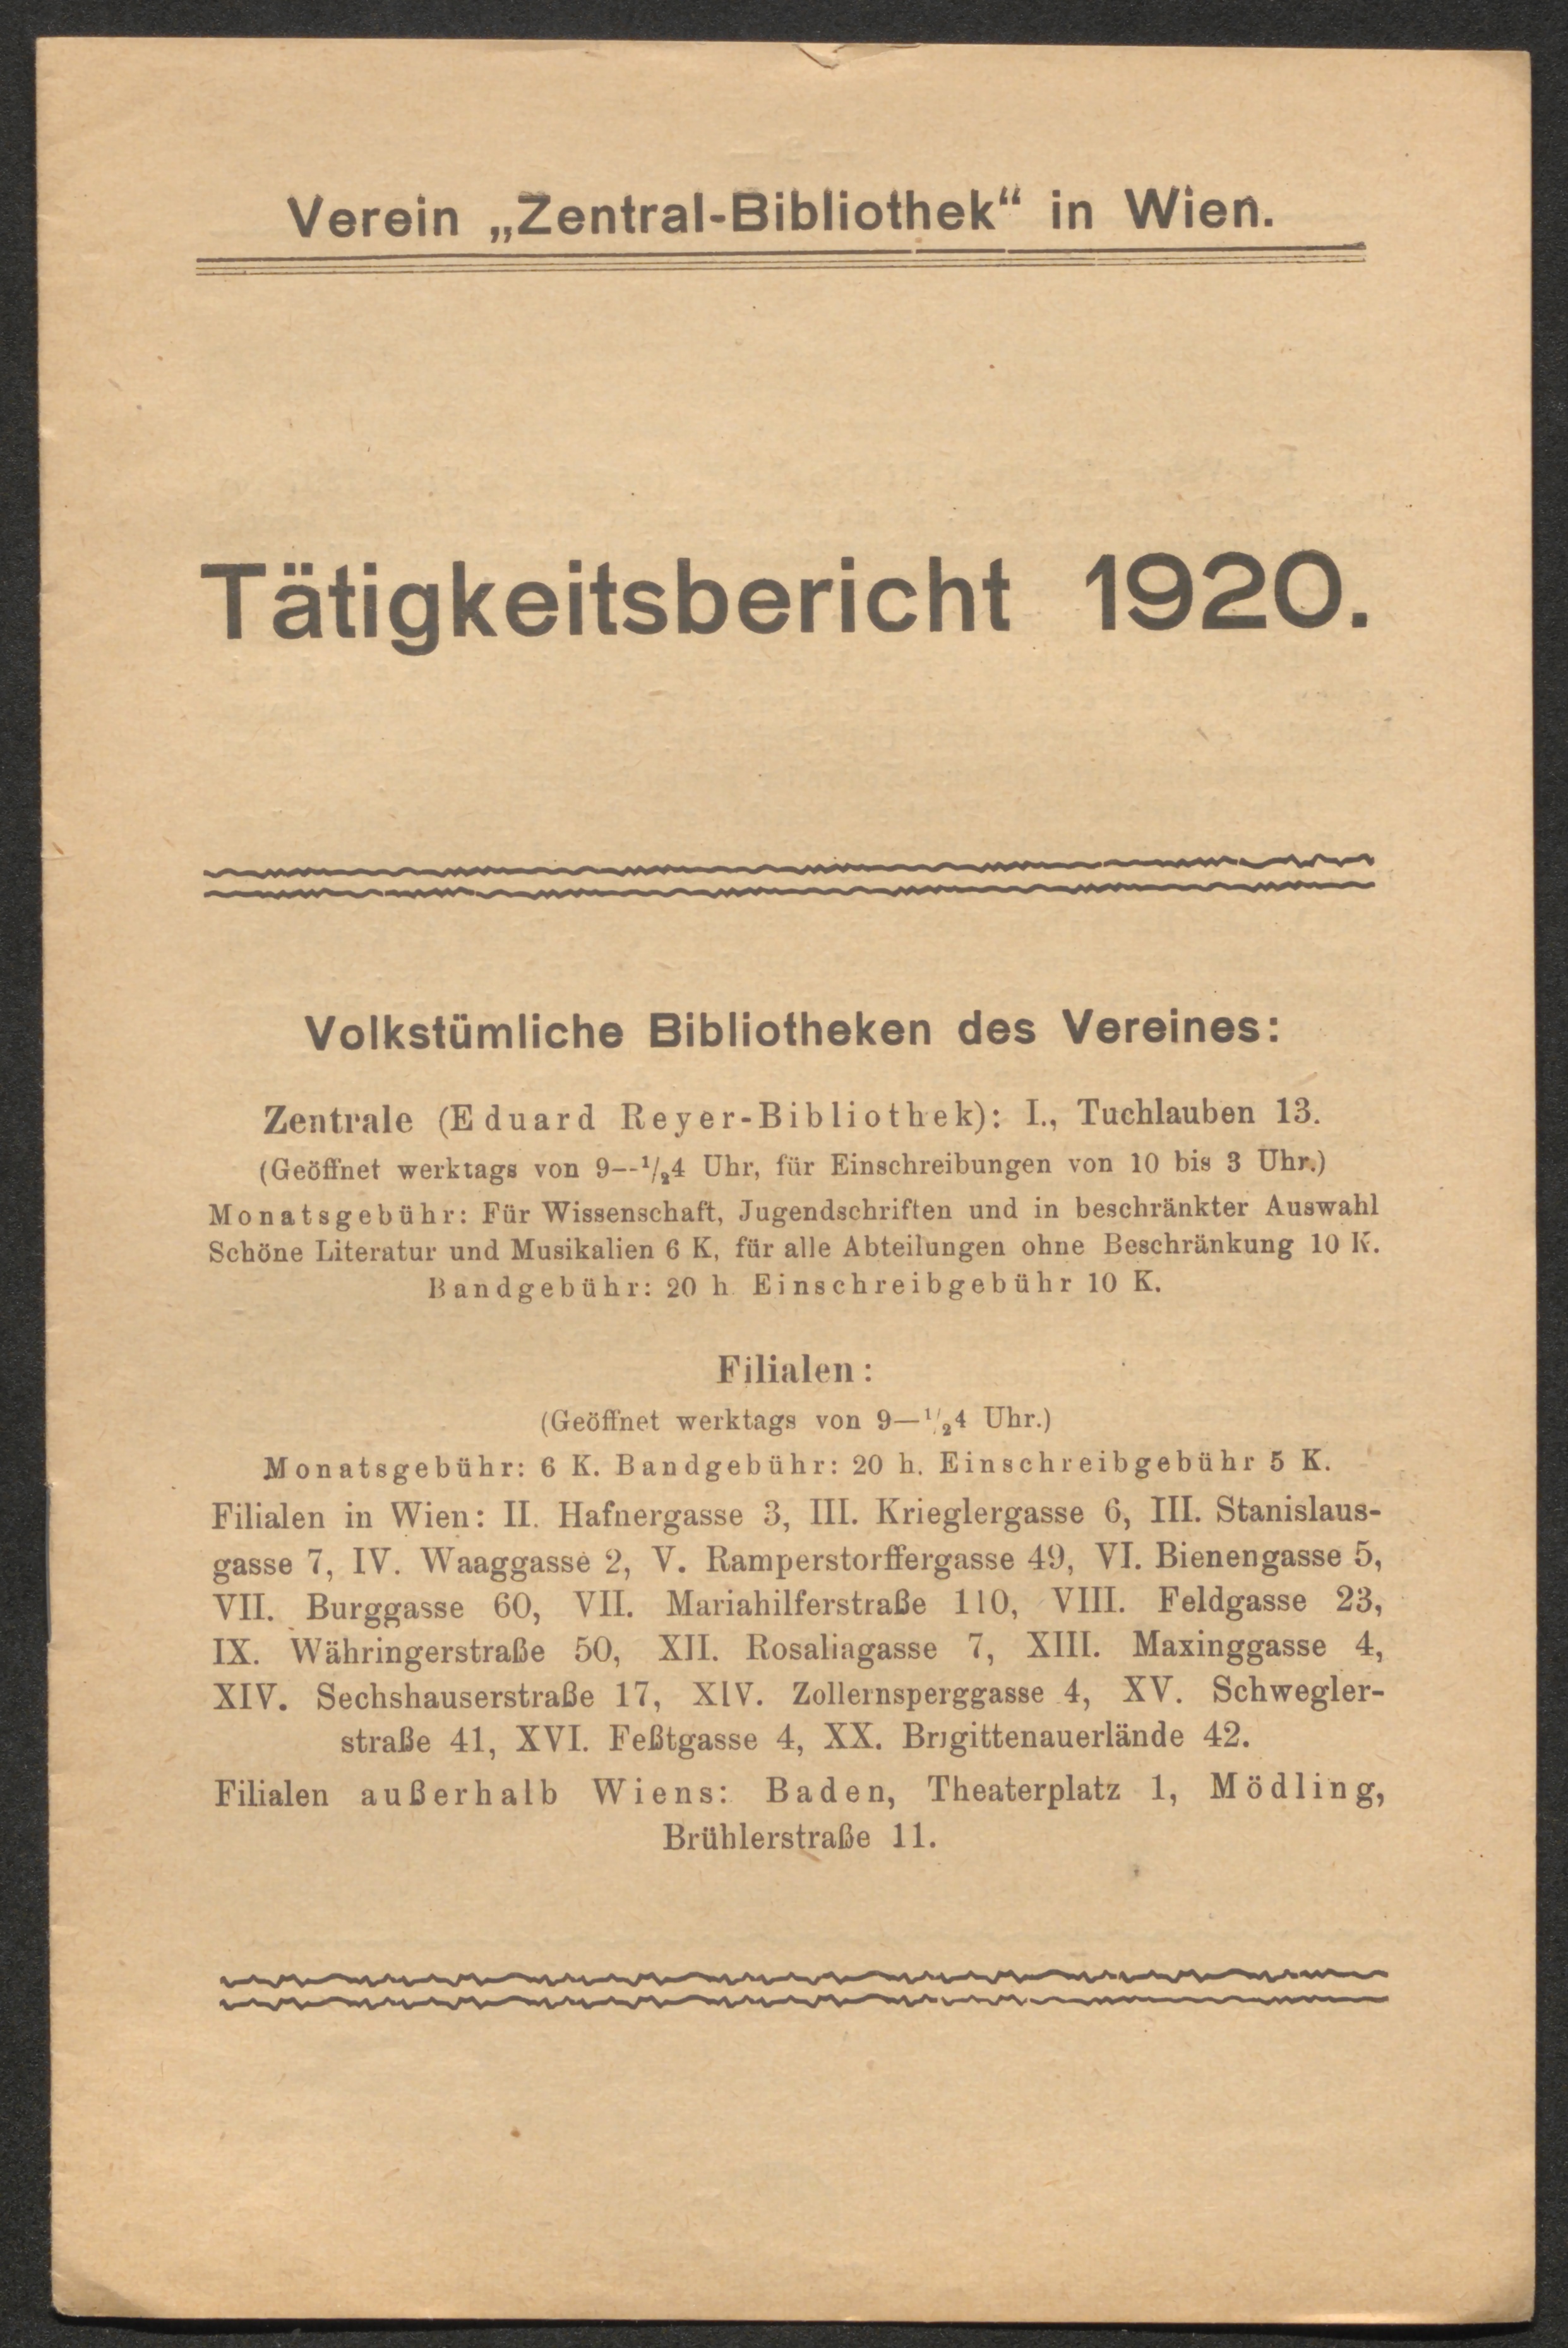 Verein „Zentral-Bibliothek“ in Wien.
Tätigkeitsbericht 1920.
Volkstümliche Bibliotheken des Vereines:
Zentrale (Eduard Reyer-Bibliothek): I., Tuchlauben 13.
(Geöffnet werktags von 9--1/24 Uhr, für Einschreibungen von 10 bis 3 Uhr.)
Monatsgebühr: Für Wissenschaft, Jugendschriften und in beschränkter Auswahl
Schöne Literatur und Musikalien 6 K, für alle Abteilungen ohne Beschränkung 10 K.
Bandgebühr: 20 h Einschreibgebühr 10 K.
Filialen:
(Geöffnet werktags von 9—1/24 Uhr.)
Monatsgebühr: 6 K. Bandgebühr: 20 h. Einschreibgebühr 5 K.
Filialen in Wien: II. Hafnergasse 3, III. Krieglergasse 6, III. Stanislaus-
gasse 7, IV. Waaggasse 2, V. Ramperstorffergasse 49, VI. Bienengasse 5,
VII. Burggasse 60, VII. Mariahilferstraße 110, VIII. Feldgasse 23,
IX. Währingerstraße 50, XII. Rosaliagasse 7, XIII. Maxinggasse 4,
XIV. Sechshauserstraße 17, XIV. Zollernsperggasse 4, XV. Schwegler-
straße 41, XVI. Feßtgasse 4, XX. Brigittenauerlände 42.
Filialen außerhalb Wiens: Baden, Theaterplatz 1, Mödling,
Brühlerstraße 11.